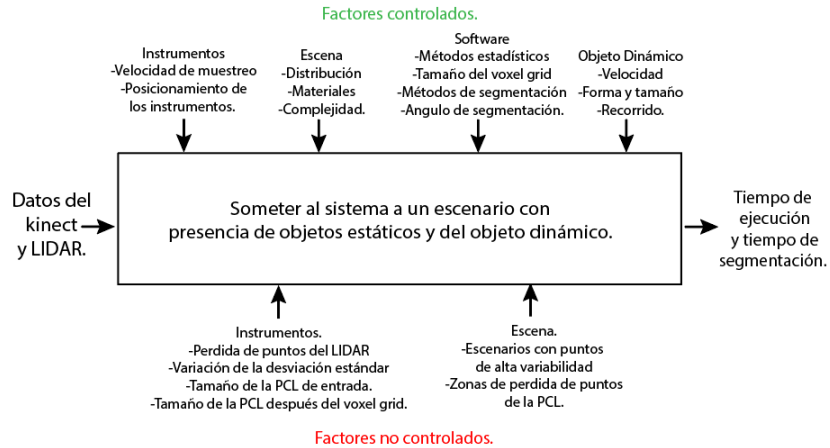 Factores controlados.
Instrumentos
-Velocidad de muestreo
-Posicionamiento de
los instrumentos.
Escena
-Distribución
-Materiales
-Complejidad.
Software
-Métodos estadísticos
-Tamaño del voxel grid
-Métodos de segmentación
-Angulo de segmentación.
Objeto Dinámico
-Velocidad
-Forma y tamaño
-Recorrido.
Datos del
kinect
y LIDAR.
Someter al sistema a un escenario con
presencia de objetos estáticos y del objeto dinámico.
Tiempo de
ejecución
y tiempo de
segmentación.
Instrumentos.
-Perdida de puntos del LIDAR
-Variación de la desviación estándar
-Tamaño de la PCL de entrada.
-Tamaño de la PCL después del voxel grid.
Escena.
-Escenarios con puntos
de alta variabilidad
-Zonas de perdida de puntos
de la PCL.
Factores no controlados.